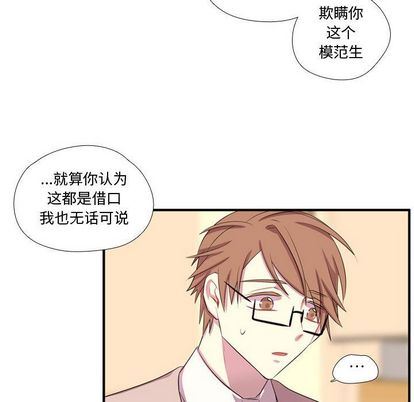 欺瞒你
这个
模范生
...就算你认为
这都是借口
我也无话可说
...